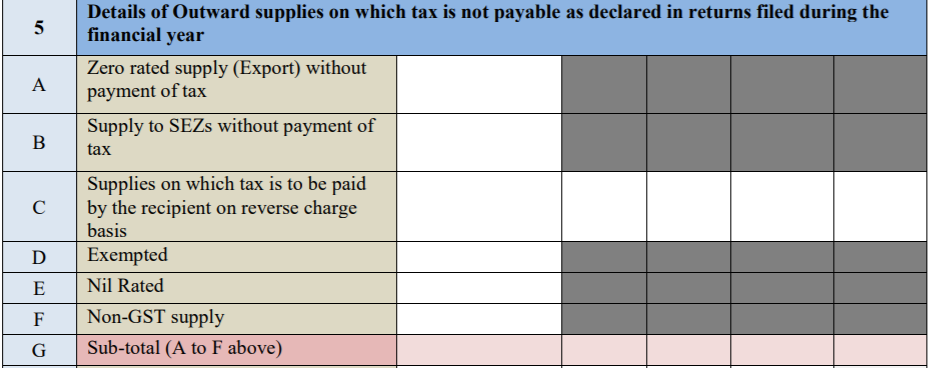 5
Details of Outward supplies on which tax is not payable as declared in returns filed during the
financial year
A
Zero rated supply (Export) without
payment of tax
B
Supply to SEZs without payment of
tax
C
Supplies on which tax is to be paid
by the recipient on reverse charge
basis
D
Exempted
E
Nil Rated
F
Non-GST supply
G
Sub-total (A to F above)